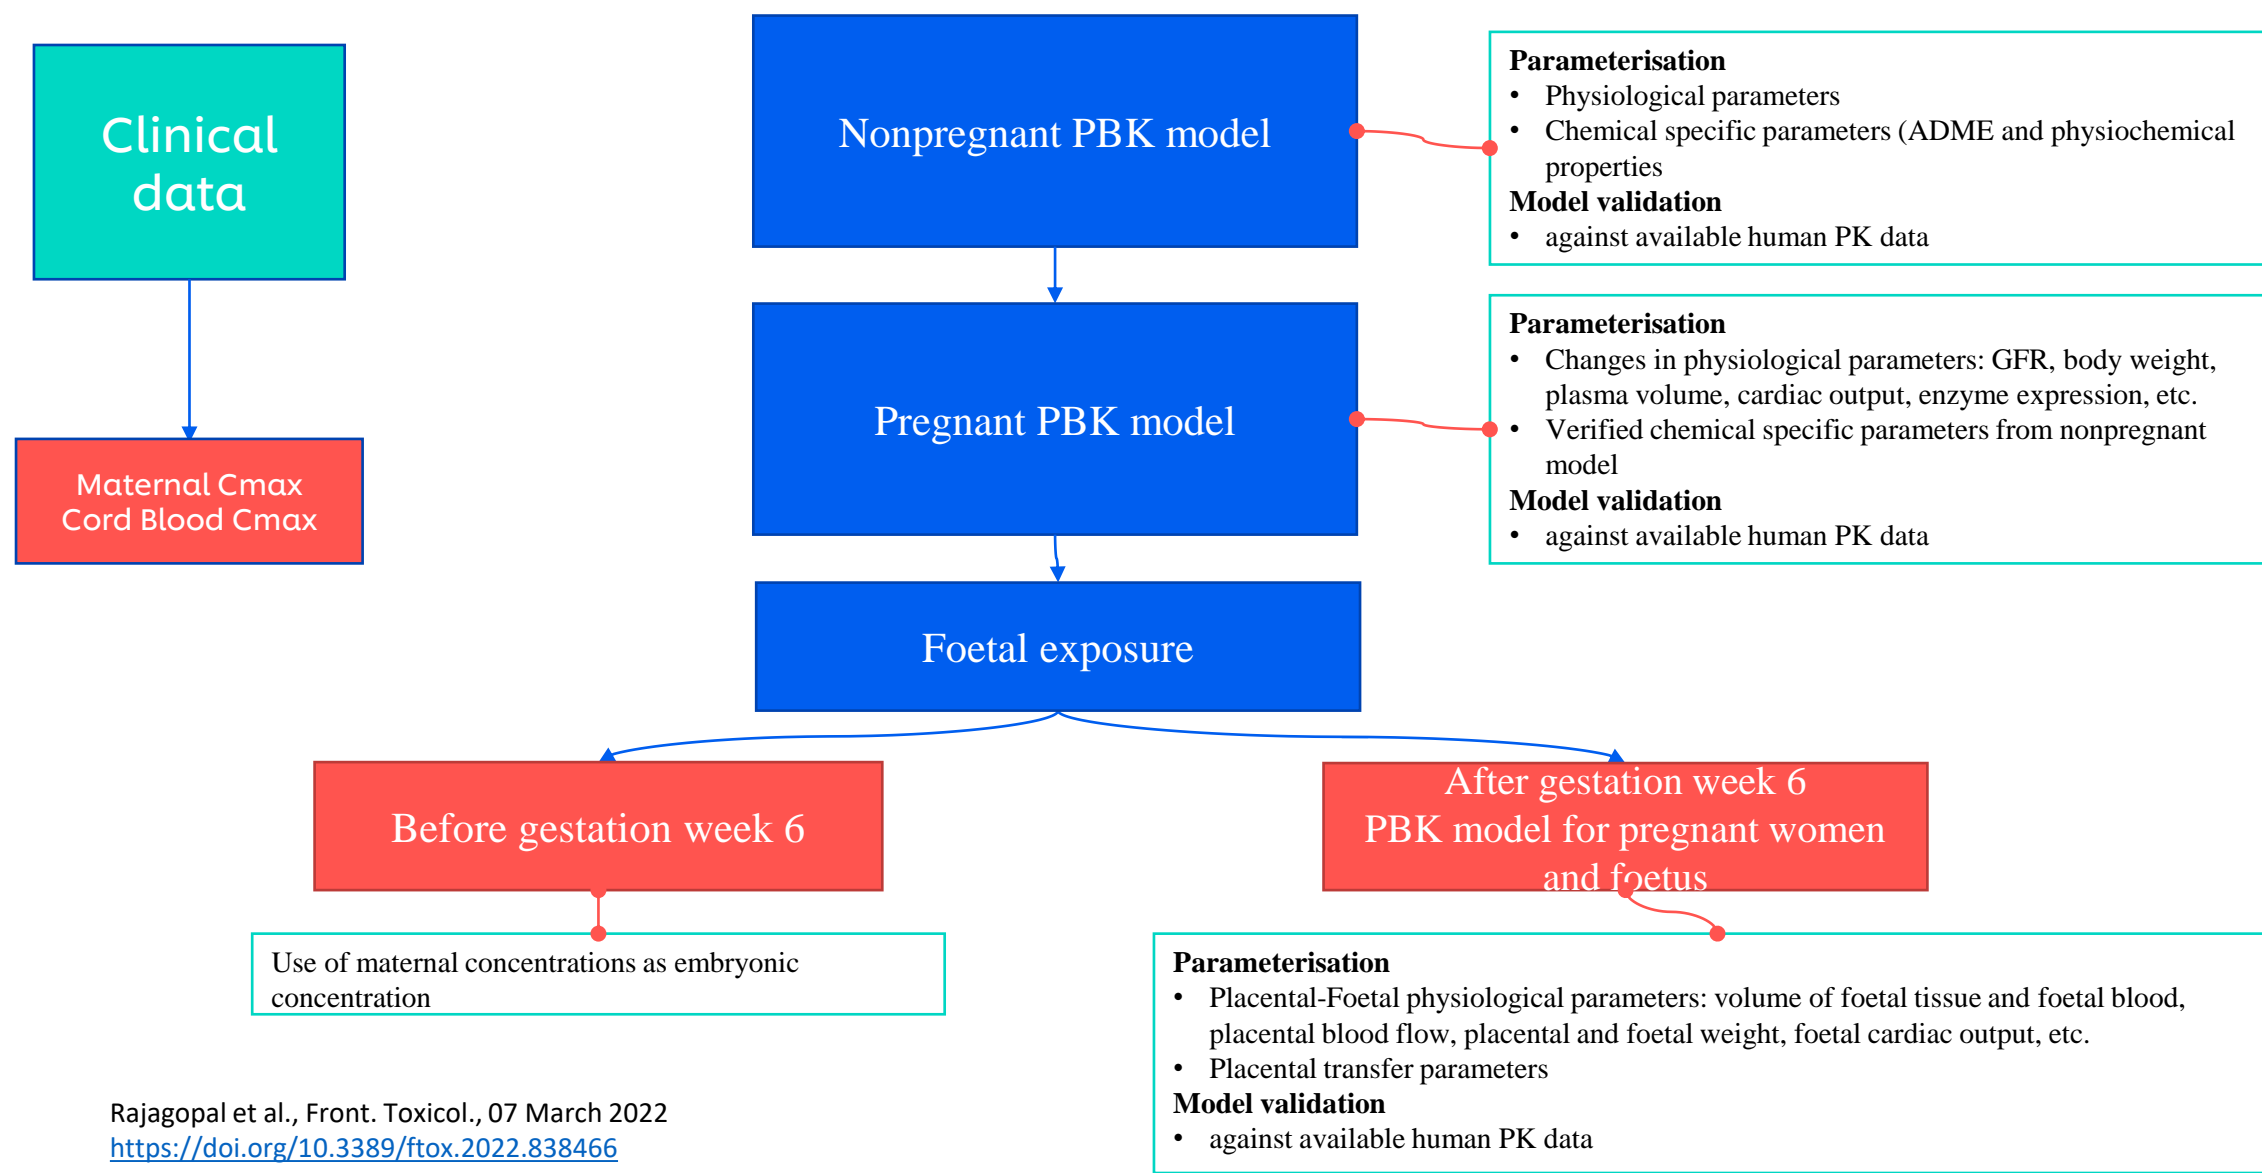 Clinical
data
Maternal Cmax
Cord Blood Cmax
Nonpregnant PBK model
Parameterisation
• Physiological parameters
• Chemical specific parameters (ADME and physiochemical
properties
Model validation
• against available human PK data
Pregnant PBK model
Parameterisation
• Changes in physiological parameters: GFR, body weight,
plasma volume, cardiac output, enzyme expression, etc.
• Verified chemical specific parameters from nonpregnant
model
Model validation
• against available human PK data
Foetal exposure
Before gestation week 6
Use of maternal concentrations as embryonic
concentration
After gestation week 6
PBK model for pregnant women
and foetus
Parameterisation
• Placental-Foetal physiological parameters: volume of foetal tissue and foetal blood,
placental blood flow, placental and foetal weight, foetal cardiac output, etc.
• Placental transfer parameters
Model validation
• against available human PK data
Rajagopal et al., Front. Toxicol., 07 March 2022
https://doi.org/10.3389/ftox.2022.838466